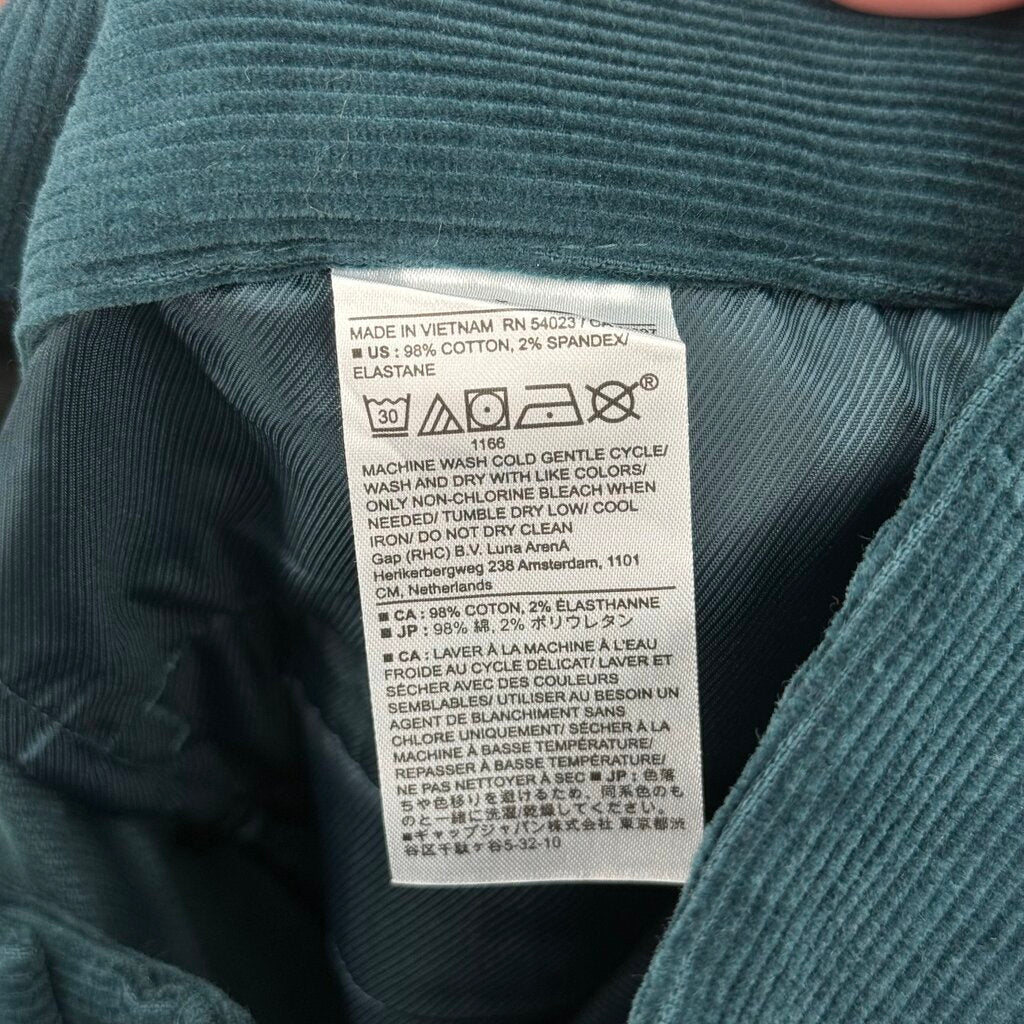 MADE IN VIETNAM RN 54023 /
■ US : 98% COTTON, 2% SPANDEX/
ELASTANE
30 ®
1166
MACHINE WASH COLD GENTLE CYCLE/
WASH AND DRY WITH LIKE COLORS/
ONLY NON-CHLORINE BLEACH WHEN
NEEDED/ TUMBLE DRY LOW/ COOL
IRON/ DO NOT DRY CLEAN
Gap (RHC) B.V. Luna ArenA
Herikerbergweg 238 Amsterdam, 1101
CM, Netherlands
■ CA : 98% COTON, 2% ÉLASTHANNE
■ JP : 98% 綿, 2% ポリウレタン
■ CA : LAVER À LA MACHINE À L'EAU
FROIDE AU CYCLE DÉLICAT/ LAVER ET
SÉCHER AVEC DES COULEURS
SEMBLABLES/ UTILISER AU BESOIN UN
AGENT DE BLANCHIMENT SANS
CHLORE UNIQUEMENT/ SÉCHER À LA
MACHINE À BASSE TEMPÉRATURE/
REPASSER À BASSE TEMPÉRATURE/
NE PAS NETTOYER À SEC ■ JP : 色落
ちや色移りを避けるため、同系色のも
のと一緒に洗濯/乾燥してください。
■ギャップジャパン株式会社 東京都渋
谷区千駄ケ谷5-32-10